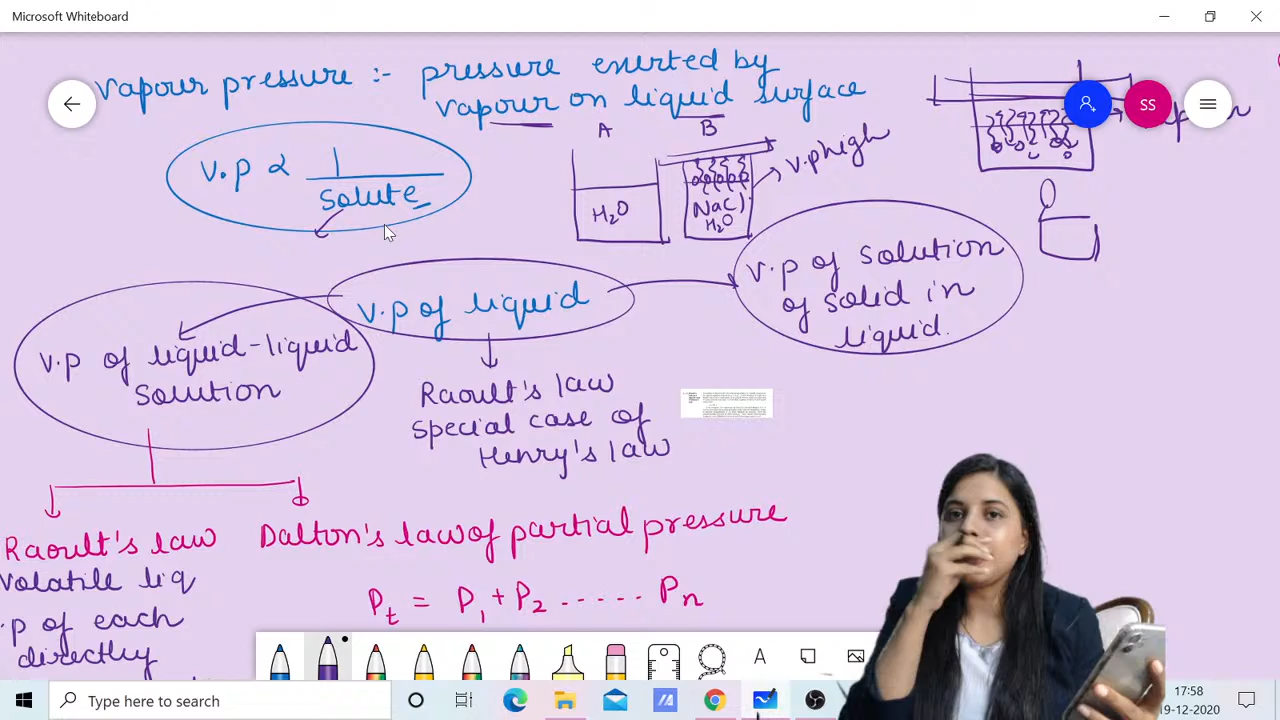 Microsoft Whiteboard
Vapour pressure :- pressure exerted by
vapour on liquid surface
SS
A
B
V.p high
V.p ∝ 1
solute
H₂O
NaCl
H₂O
V.p of solution
of solid in
liquid.
V.p of liquid
V.p of liquid-liquid
solution
Raoult's law
special case of
Henry's law
Raoult's law
Dalton's law of partial pressure
Volatile liq
Pt = P₁ + P₂ ...... Pn
.p of each
directly
A
Type here to search
17:58
19-12-2020